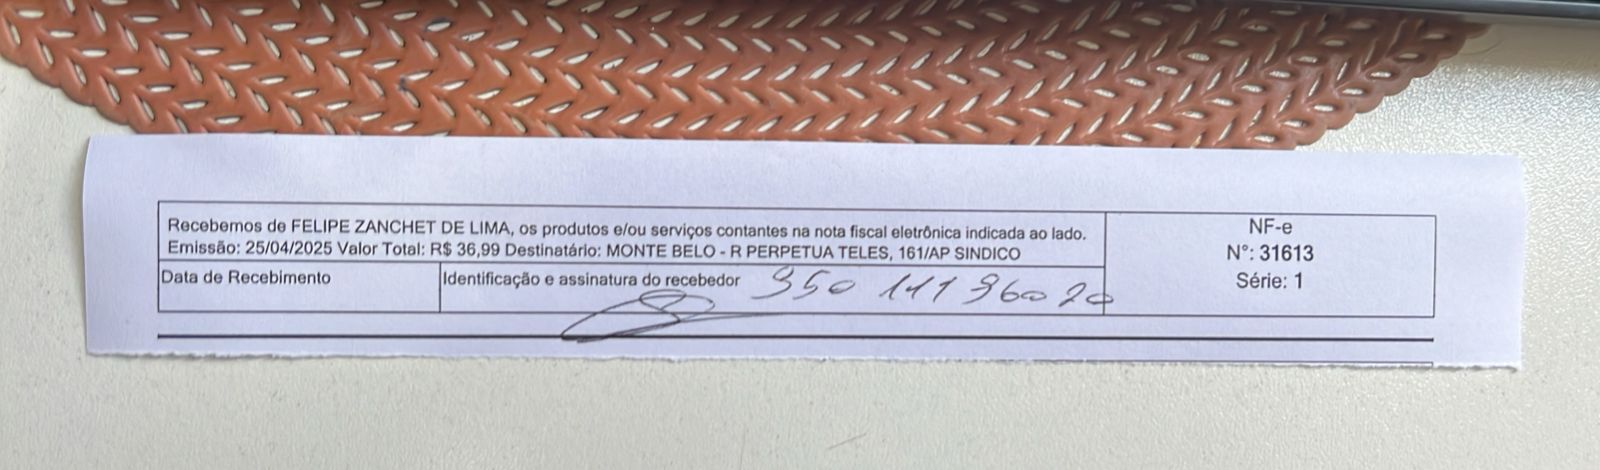 Recebemos de FELIPE ZANCHET DE LIMA, os produtos e/ou serviços contantes na nota fiscal eletrônica indicada ao lado.
Emissão: 25/04/2025 Valor Total: R$ 36,99 Destinatário: MONTE BELO - R PERPETUA TELES, 161/AP SINDICO
Data de Recebimento
Identificação e assinatura do recebedor
NF-e
N°: 31613
Série: 1